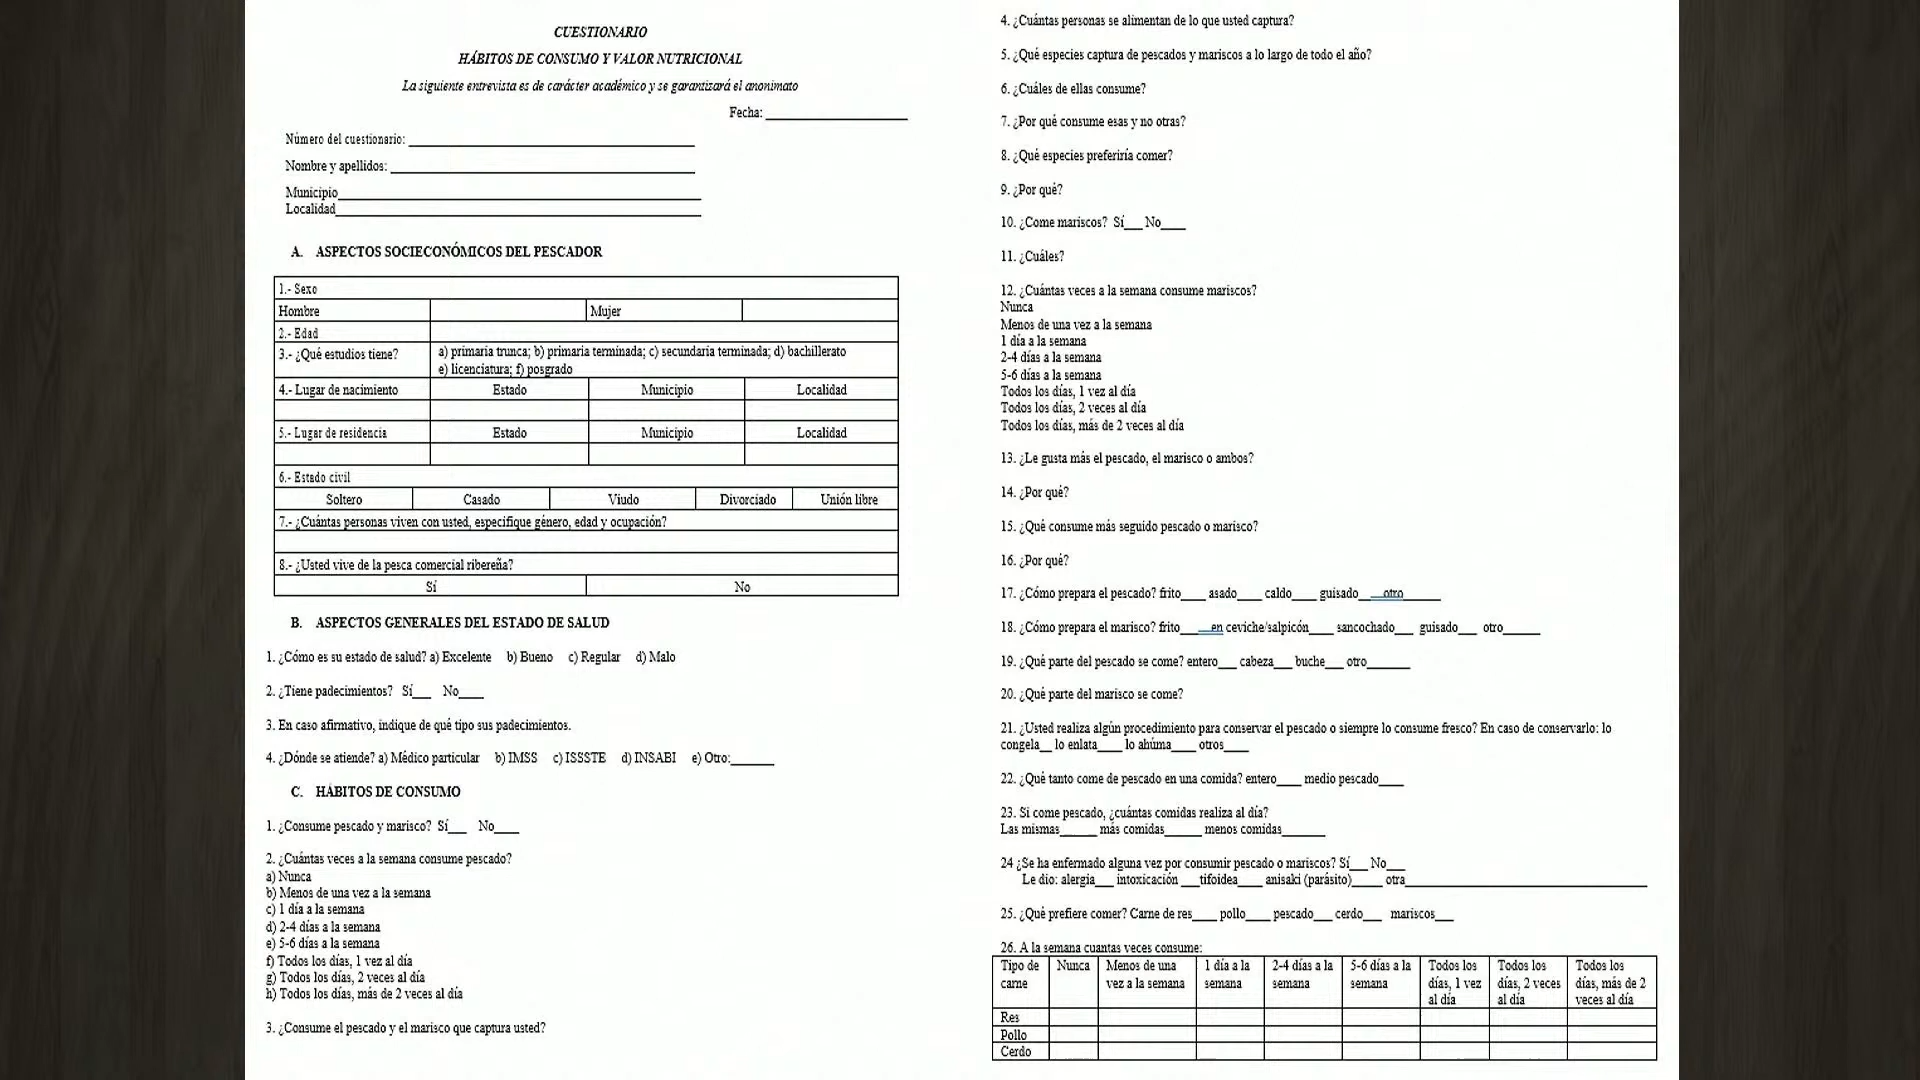 CUESTIONARIO
HÁBITOS DE CONSUMO Y VALOR NUTRICIONAL
La siguiente entrevista es de carácter académico y se garantizará el anonimato
Fecha: ____________________
Número del cuestionario: ____________________
Nombre y apellidos: ____________________
Municipio____________________
Localidad____________________
A. ASPECTOS SOCIECONÓMICOS DEL PESCADOR
1.- Sexo
Hombre Mujer
2.- Edad
3.- ¿Qué estudios tiene? a) primaria trunca; b) primaria terminada; c) secundaria terminada; d) bachillerato
e) licenciatura; f) posgrado
4.- Lugar de nacimiento Estado Municipio Localidad
5.- Lugar de residencia Estado Municipio Localidad
6.- Estado civil
Soltero Casado Viudo Divorciado Unión libre
7.- ¿Cuántas personas viven con usted, especifique género, edad y ocupación?
8.- ¿Usted vive de la pesca comercial ribereña?
Sí No
B. ASPECTOS GENERALES DEL ESTADO DE SALUD
1. ¿Cómo es su estado de salud? a) Excelente b) Bueno c) Regular d) Malo
2. ¿Tiene padecimientos? Sí___ No____
3. En caso afirmativo, indique de qué tipo sus padecimientos.
4. ¿Dónde se atiende? a) Médico particular b) IMSS c) ISSSTE d) INSABI e) Otro:_______
C. HÁBITOS DE CONSUMO
1. ¿Consume pescado y marisco? Sí___ No____
2. ¿Cuántas veces a la semana consume pescado?
a) Nunca
b) Menos de una vez a la semana
c) 1 día a la semana
d) 2-4 días a la semana
e) 5-6 días a la semana
f) Todos los días, 1 vez al día
g) Todos los días, 2 veces al día
h) Todos los días, más de 2 veces al día
3. ¿Consume el pescado y el marisco que captura usted?
4. ¿Cuántas personas se alimentan de lo que usted captura?
5. ¿Qué especies captura de pescados y mariscos a lo largo de todo el año?
6. ¿Cuáles de ellas consume?
7. ¿Por qué consume esas y no otras?
8. ¿Qué especies preferiría comer?
9. ¿Por qué?
10. ¿Come mariscos? Sí___ No____
11. ¿Cuáles?
12. ¿Cuántas veces a la semana consume mariscos?
Nunca
Menos de una vez a la semana
1 día a la semana
2-4 días a la semana
5-6 días a la semana
Todos los días, 1 vez al día
Todos los días, 2 veces al día
Todos los días, más de 2 veces al día
13. ¿Le gusta más el pescado, el marisco o ambos?
14. ¿Por qué?
15. ¿Qué consume más seguido pescado o marisco?
16. ¿Por qué?
17. ¿Cómo prepara el pescado? frito____ asado____ caldo____ guisado____otro______
18. ¿Cómo prepara el marisco? frito_____en ceviche/salpicón____ sancochado___ guisado___ otro______
19. ¿Qué parte del pescado se come? entero___ cabeza___ buche___ otro_______
20. ¿Qué parte del marisco se come?
21. ¿Usted realiza algún procedimiento para conservar el pescado o siempre lo consume fresco? En caso de conservarlo: lo
congela__ lo enlata____ lo ahúma____ otros____
22. ¿Qué tanto come de pescado en una comida? entero____ medio pescado____
23. Si come pescado, ¿cuántas comidas realiza al día?
Las mismas______ más comidas______ menos comidas_______
24 ¿Se ha enfermado alguna vez por consumir pescado o mariscos? Sí___ No___
Le dio: alergia___ intoxicación ___tifoidea____ anisaki (parásito)_____ otra____________________
25. ¿Qué prefiere comer? Carne de res____ pollo____ pescado___ cerdo___ mariscos___
26. A la semana cuantas veces consume:
Tipo de carne Nunca Menos de una vez a la semana 1 día a la semana 2-4 días a la semana 5-6 días a la semana Todos los días, 1 vez al día Todos los días, 2 veces al día Todos los días, más de 2 veces al día
Res
Pollo
Cerdo